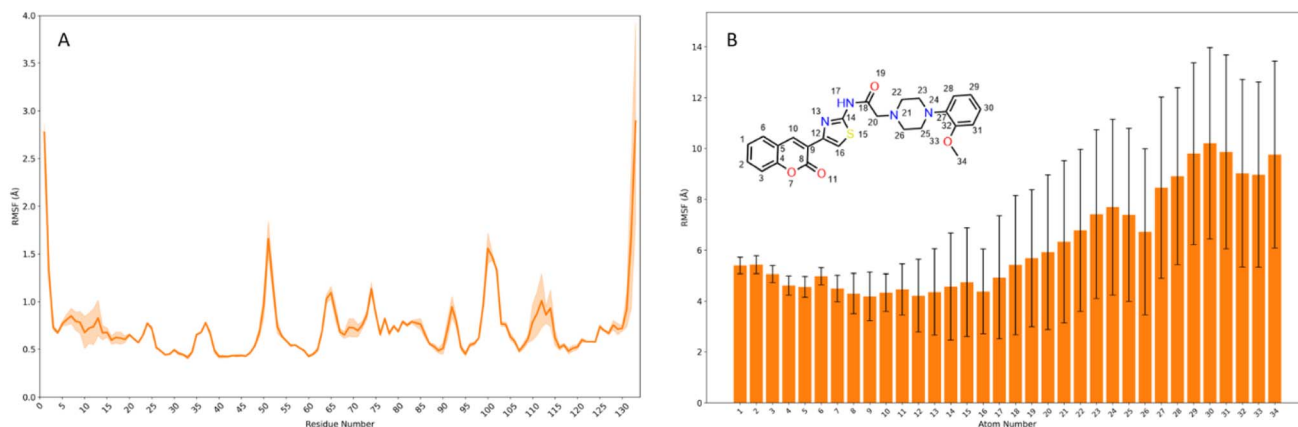 A
RMSF (Å)
4.0
3.5
3.0
2.5
2.0
1.5
1.0
0.5
0.0
0 5 10 15 20 25 30 35 40 45 50 55 60 65 70 75 80 85 90 95 100 105 110 115 120 125 130
Residue Number
B
RMSF (Å)
14
12
10
8
6
4
2
0
19
O
17 22 23 28 29
HN 18 24 30
13 14 20 21 N N 27
N N 32 31
6 10 12 S 26 25 33 O
1 5 15 34
9 16
2 4 8
3 O O 11
7
1 2 3 4 5 6 7 8 9 10 11 12 13 14 15 16 17 18 19 20 21 22 23 24 25 26 27 28 29 30 31 32 33 34
Atom Number